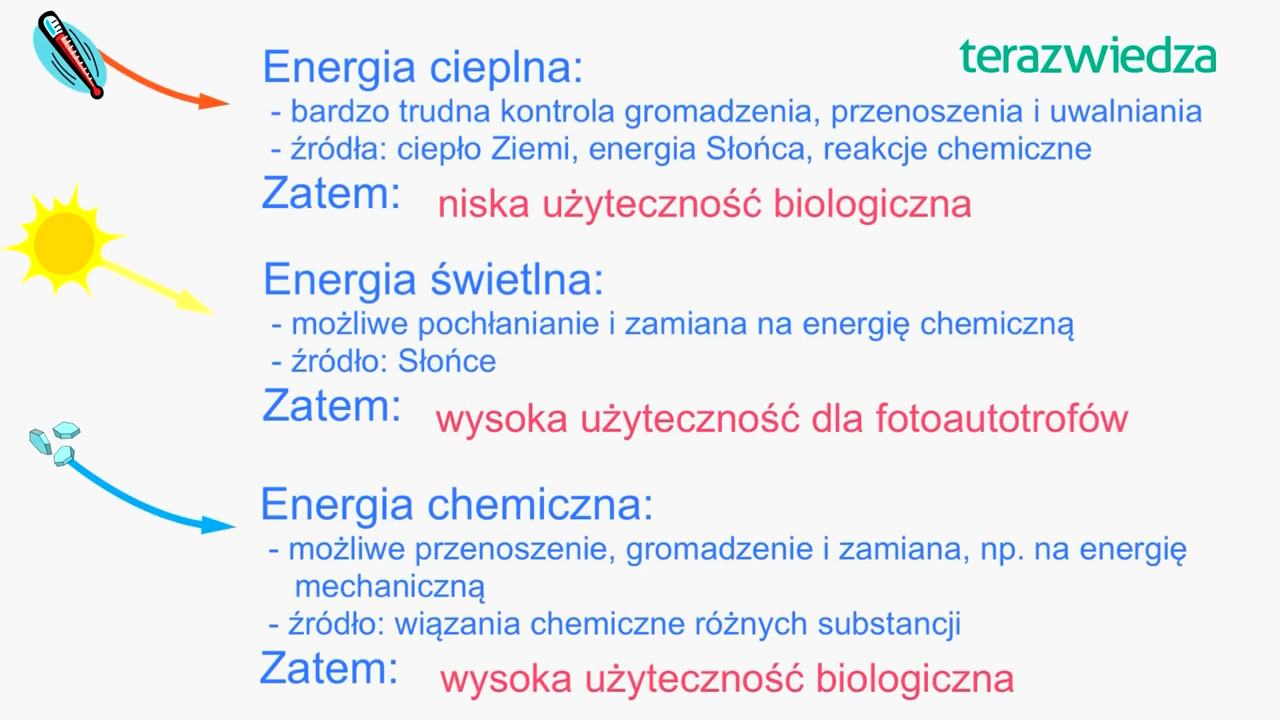 terazwiedza
Energia cieplna:
- bardzo trudna kontrola gromadzenia, przenoszenia i uwalniania
- źródła: ciepło Ziemi, energia Słońca, reakcje chemiczne
Zatem: niska użyteczność biologiczna
Energia świetlna:
- możliwe pochłanianie i zamiana na energię chemiczną
- źródło: Słońce
Zatem: wysoka użyteczność dla fotoautotrofów
Energia chemiczna:
- możliwe przenoszenie, gromadzenie i zamiana, np. na energię
mechaniczną
- źródło: wiązania chemiczne różnych substancji
Zatem: wysoka użyteczność biologiczna